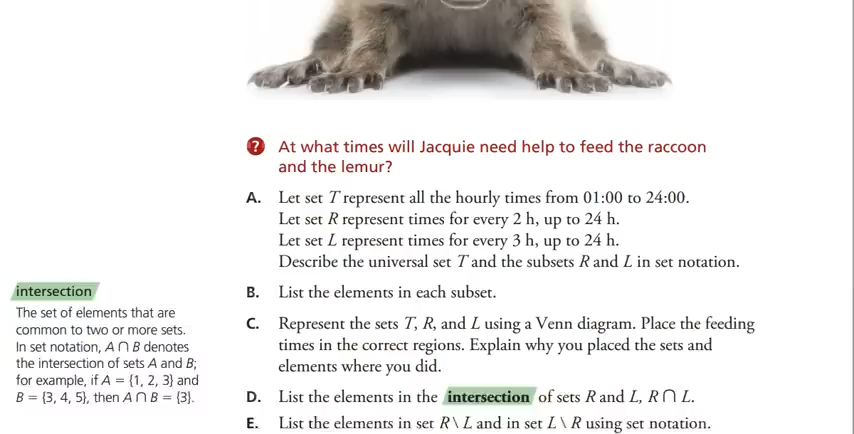 ? At what times will Jacquie need help to feed the raccoon
and the lemur?
A. Let set T represent all the hourly times from 01:00 to 24:00.
Let set R represent times for every 2 h, up to 24 h.
Let set L represent times for every 3 h, up to 24 h.
Describe the universal set T and the subsets R and L in set notation.
B. List the elements in each subset.
C. Represent the sets T, R, and L using a Venn diagram. Place the feeding
times in the correct regions. Explain why you placed the sets and
elements where you did.
D. List the elements in the intersection of sets R and L, R ∩ L.
E. List the elements in set R \ L and in set L \ R using set notation.
intersection
The set of elements that are
common to two or more sets.
In set notation, A ∩ B denotes
the intersection of sets A and B;
for example, if A = {1, 2, 3} and
B = {3, 4, 5}, then A ∩ B = {3}.